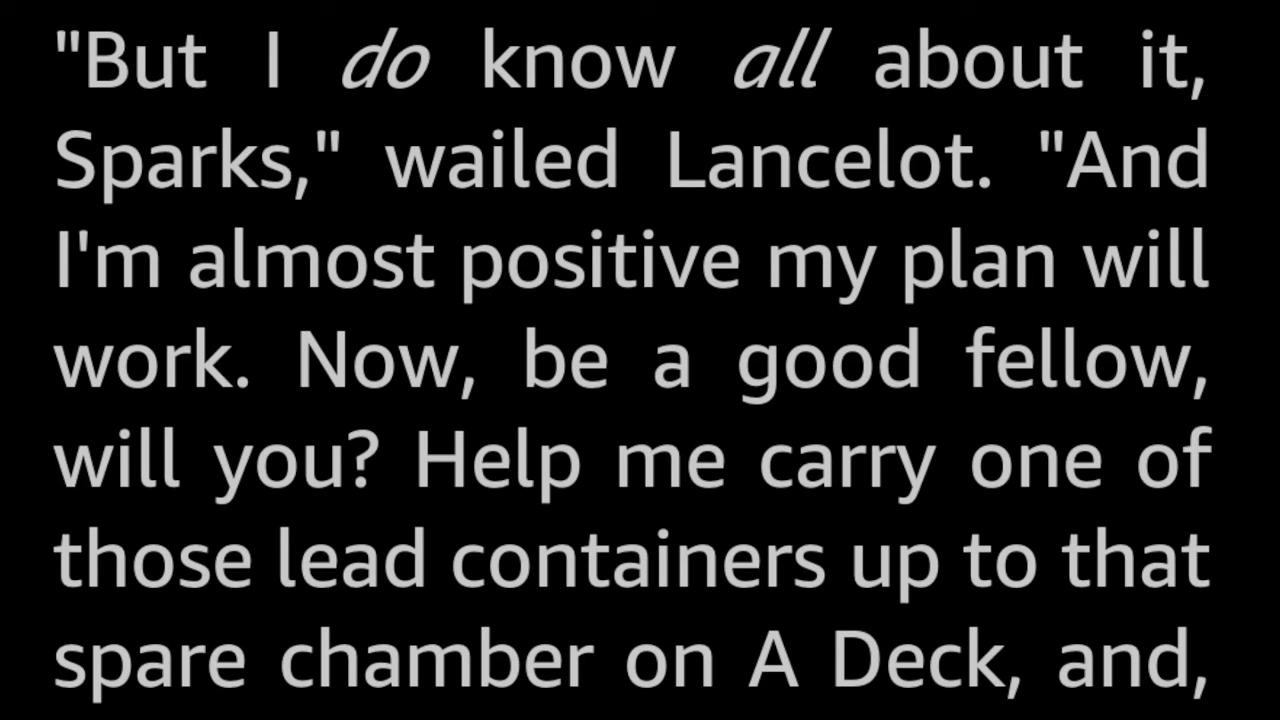 "But I do know all about it,
Sparks," wailed Lancelot. "And
I'm almost positive my plan will
work. Now, be a good fellow,
will you? Help me carry one of
those lead containers up to that
spare chamber on A Deck, and,